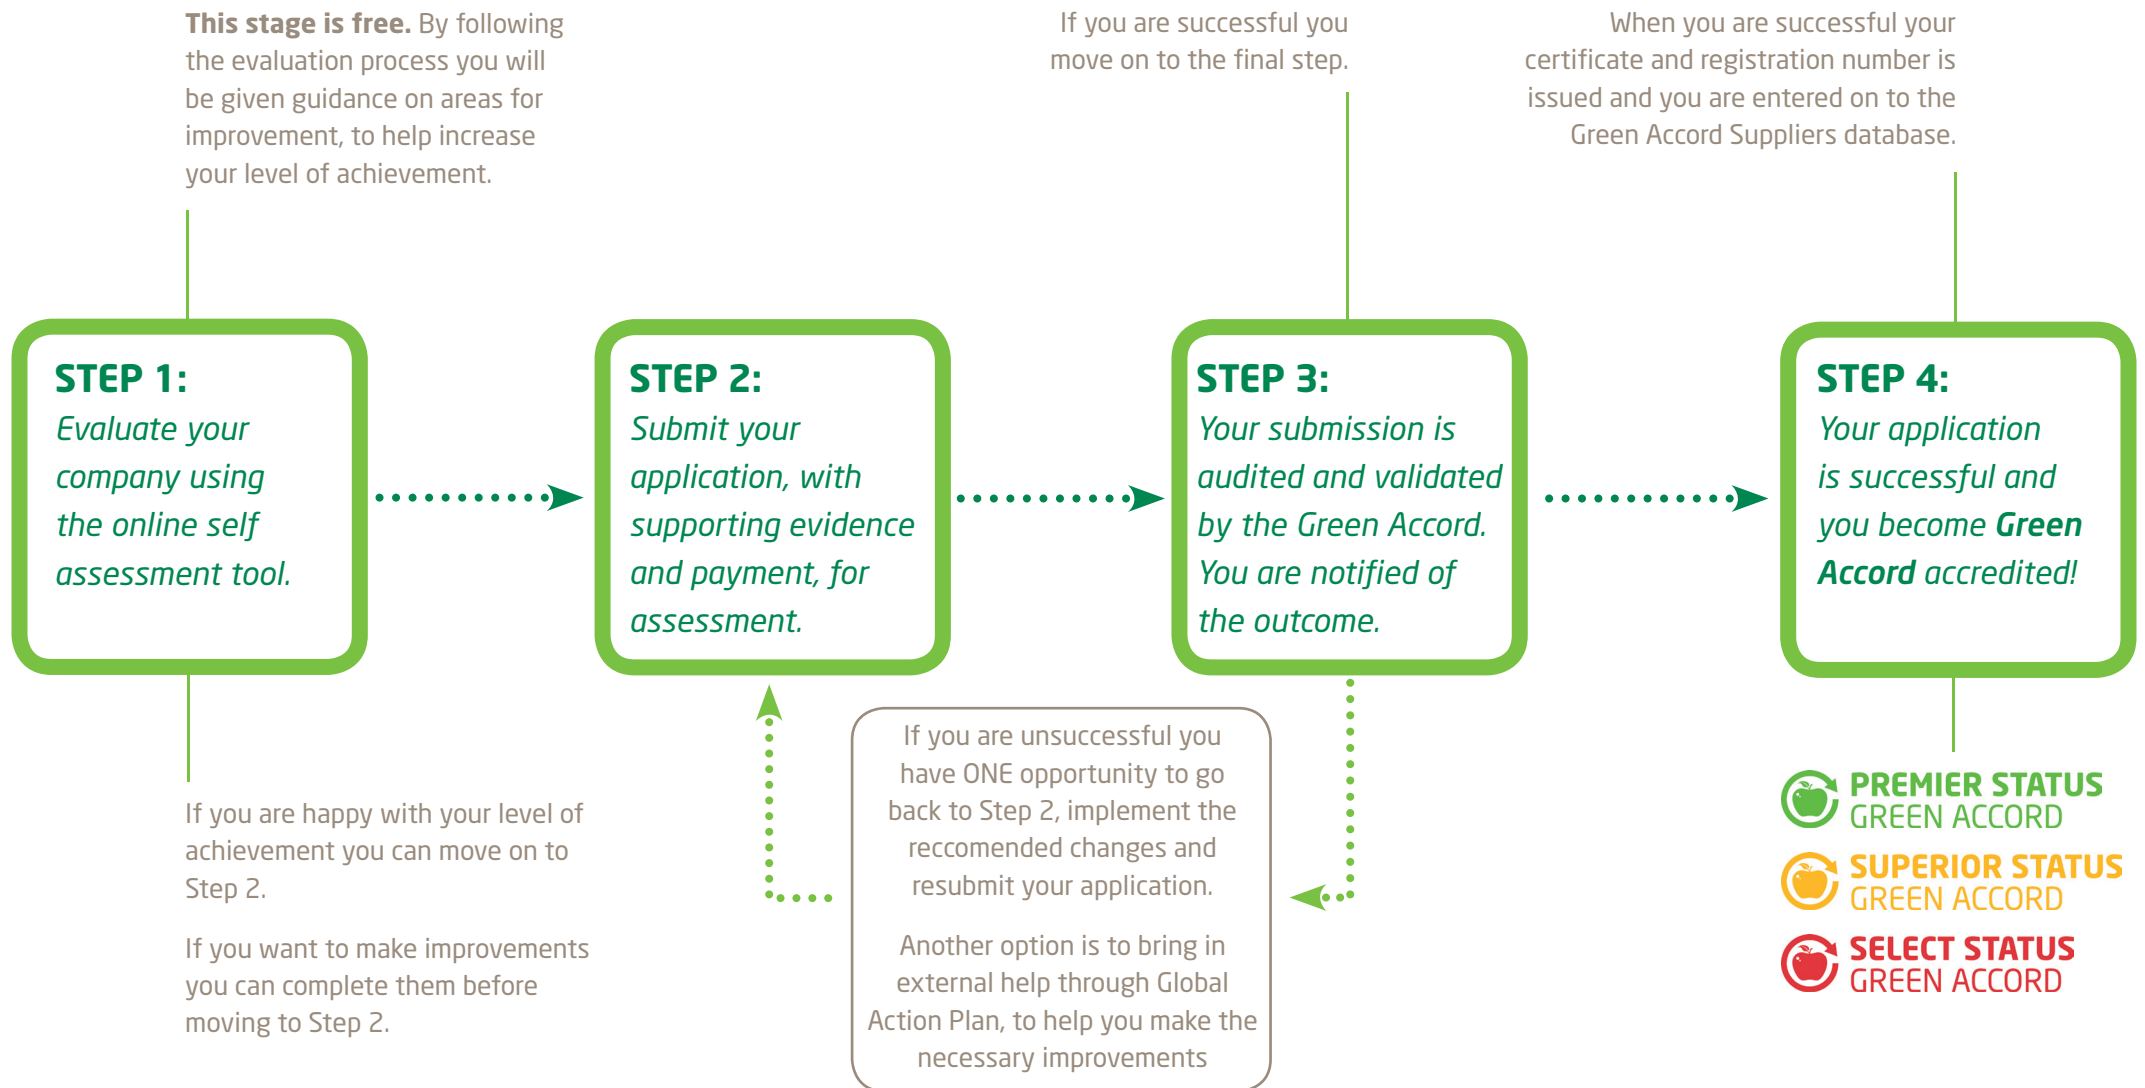 This stage is free. By following
the evaluation process you will
be given guidance on areas for
improvement, to help increase
your level of achievement.
If you are successful you
move on to the final step.
When you are successful your
certificate and registration number is
issued and you are entered on to the
Green Accord Suppliers database.
STEP 1:
Evaluate your
company using
the online self
assessment tool.
STEP 2:
Submit your
application, with
supporting evidence
and payment, for
assessment.
STEP 3:
Your submission is
audited and validated
by the Green Accord.
You are notified of
the outcome.
STEP 4:
Your application
is successful and
you become Green
Accord accredited!
If you are happy with your level of
achievement you can move on to
Step 2.
If you want to make improvements
you can complete them before
moving to Step 2.
If you are unsuccessful you
have ONE opportunity to go
back to Step 2, implement the
reccomended changes and
resubmit your application.
Another option is to bring in
external help through Global
Action Plan, to help you make the
necessary improvements
PREMIER STATUS
GREEN ACCORD
SUPERIOR STATUS
GREEN ACCORD
SELECT STATUS
GREEN ACCORD